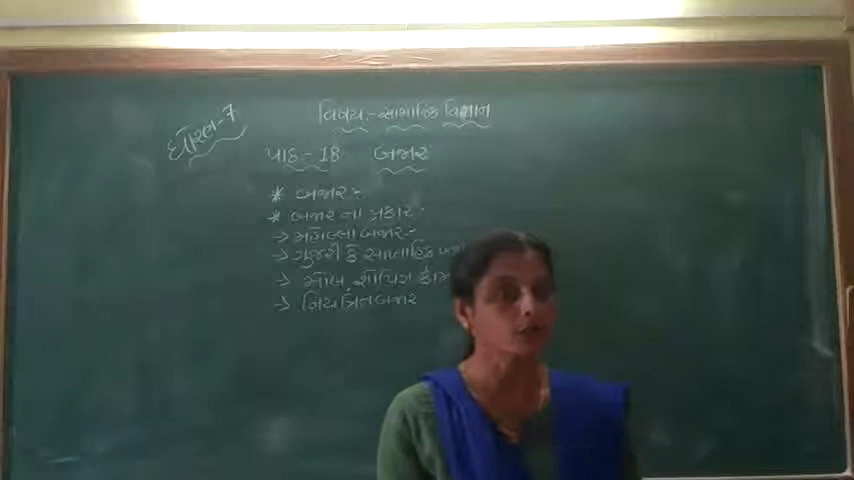 ધોરણ-7
વિષય:-સામાજિક વિજ્ઞાન
પાઠ:- 18 બજાર
* બજાર:-
* બજાર ના પ્રકાર:-
→ મહોલ્લા બજાર:-
→ ગુજરી કે સાપ્તાહિક
→ મોલ, શોપિંગ
→ નિયંત્રિત બજાર